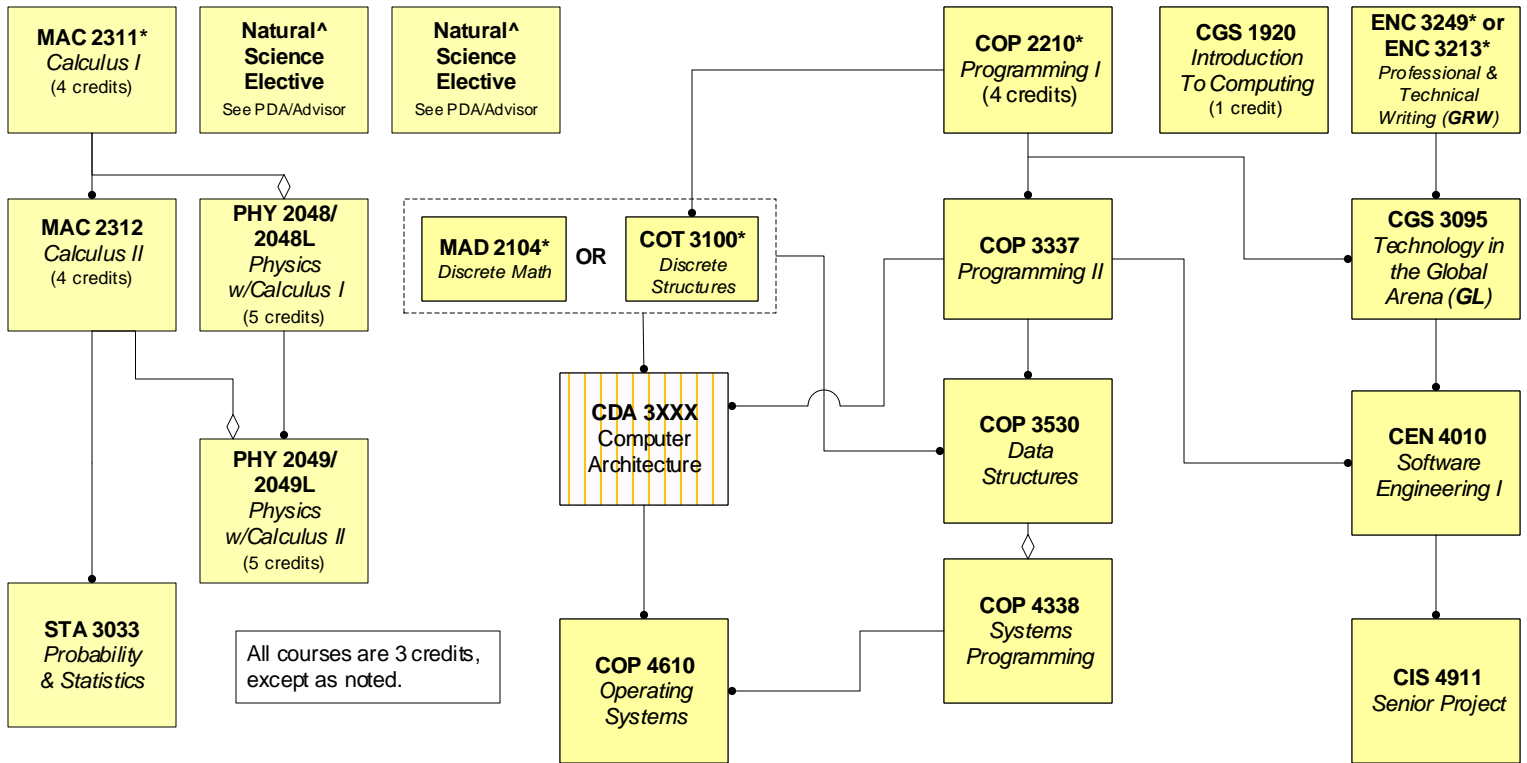 MAC 2311*
Calculus I
(4 credits)
Natural^
Science
Elective
See PDA/Advisor
Natural^
Science
Elective
See PDA/Advisor
COP 2210*
Programming I
(4 credits)
CGS 1920
Introduction
To Computing
(1 credit)
ENC 3249* or
ENC 3213*
Professional &
Technical
Writing (GRW)
MAC 2312
Calculus II
(4 credits)
PHY 2048/
2048L
Physics
w/Calculus I
(5 credits)
MAD 2104*
Discrete Math
OR
COT 3100*
Discrete
Structures
COP 3337
Programming II
CGS 3095
Technology in
the Global
Arena (GL)
CDA 3XXX
Computer
Architecture
COP 3530
Data
Structures
CEN 4010
Software
Engineering I
PHY 2049/
2049L
Physics
w/Calculus II
(5 credits)
STA 3033
Probability
& Statistics
All courses are 3 credits,
except as noted.
COP 4610
Operating
Systems
COP 4338
Systems
Programming
CIS 4911
Senior Project